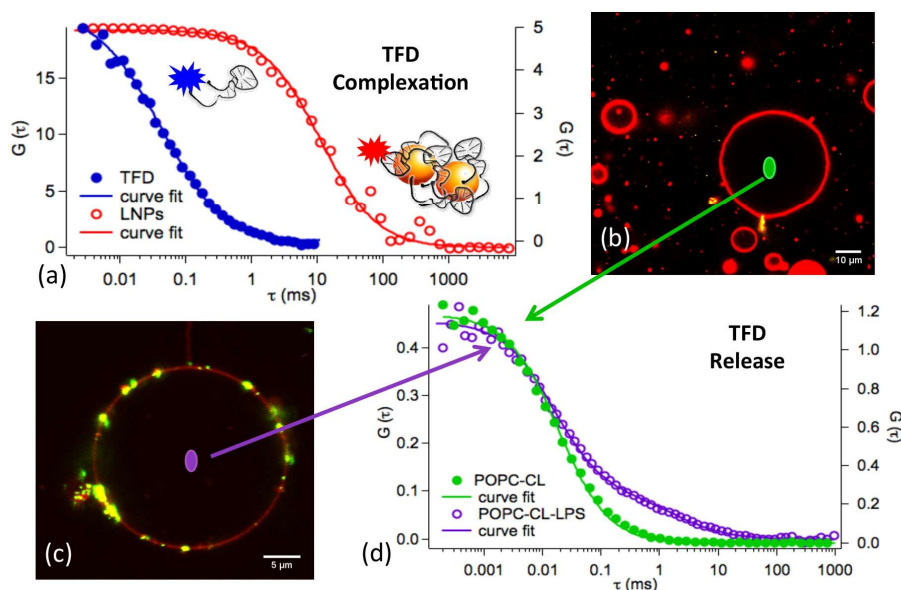 TFD
Complexation
G (τ)
15
10
5
0
5
4
3
2
1
0
G (τ)
TFD
curve fit
LNPs
curve fit
0.01
0.1
1
10
100
1000
τ (ms)
(a)
(b)
10 µm
(c)
5 µm
TFD
Release
G (τ)
0.4
0.3
0.2
0.1
0.0
1.2
1.0
0.8
0.6
0.4
0.2
0.0
G (τ)
POPC-CL
curve fit
POPC-CL-LPS
curve fit
0.001
0.01
0.1
1
10
100
1000
τ (ms)
(d)